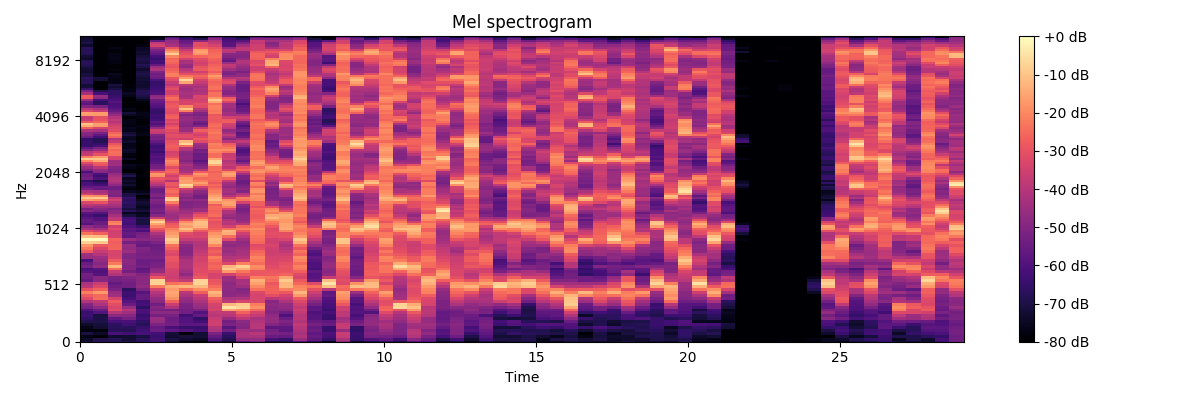 Mel spectrogram
+0 dB
-10 dB
-20 dB
-30 dB
-40 dB
-50 dB
-60 dB
-70 dB
-80 dB
8192
4096
2048
1024
512
0
Hz
0 5 10 15 20 25
Time